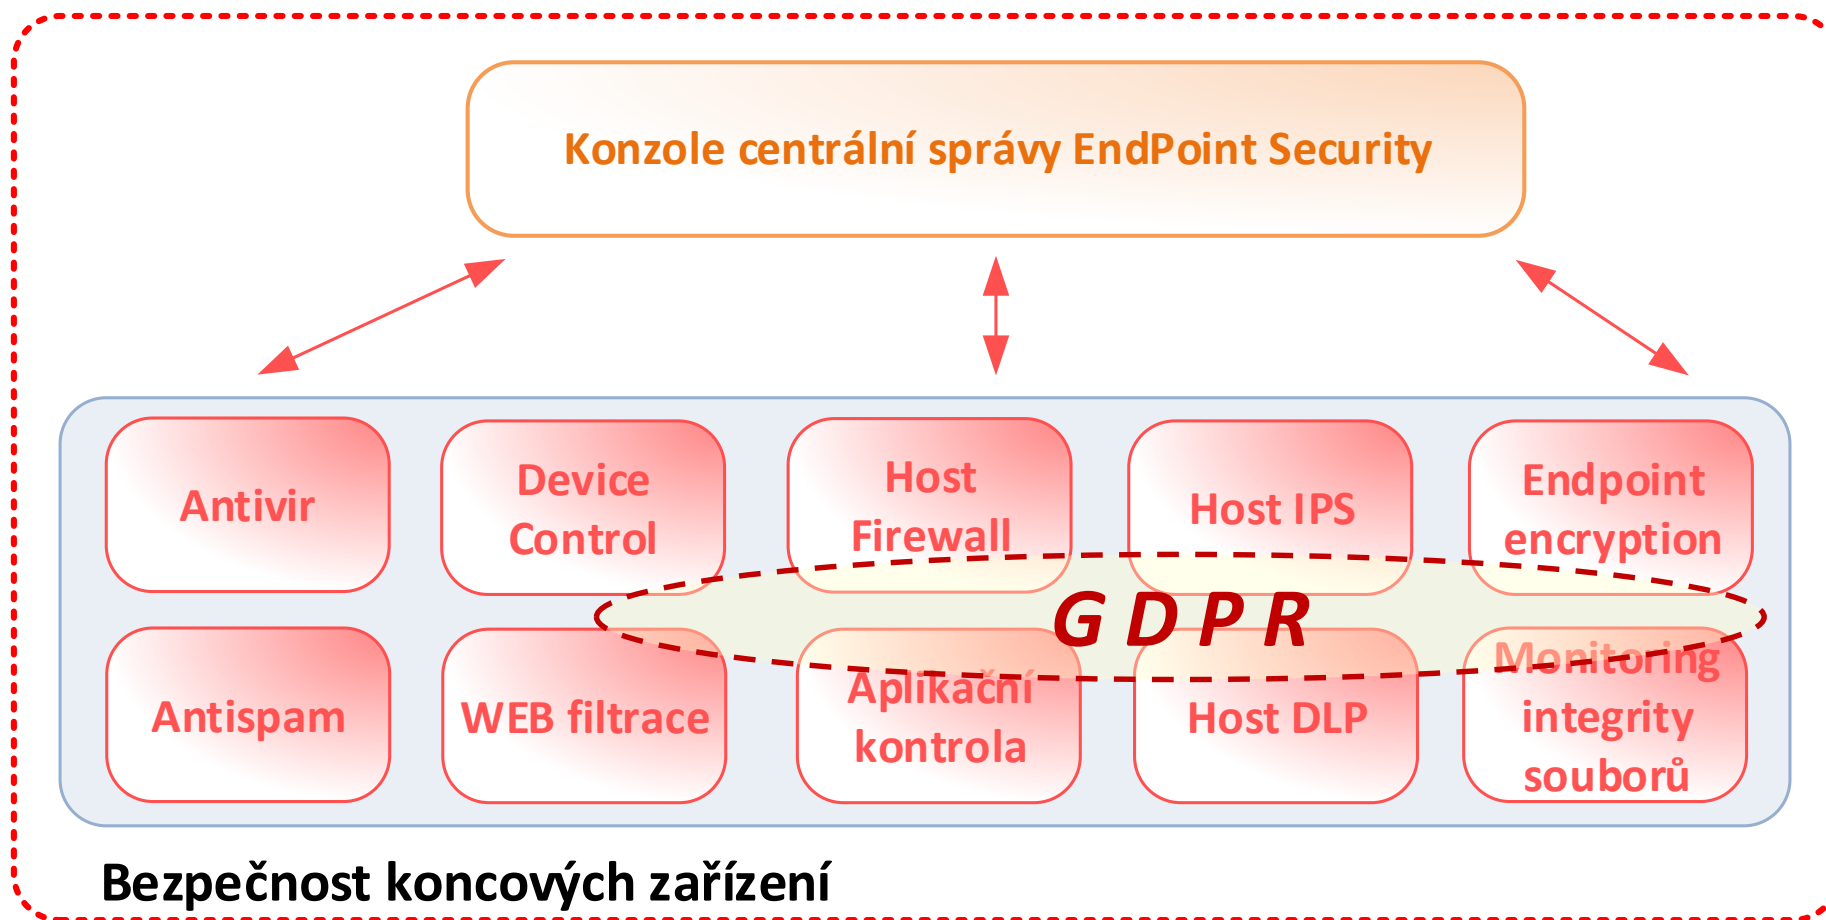 Konzole centrální správy EndPoint Security
Antivir
Device
Control
Host
Firewall
Host IPS
Endpoint
encryption
G D P R
Antispam
WEB filtrace
Aplikační
kontrola
Host DLP
Monitoring
integrity
souborů
Bezpečnost koncových zařízení